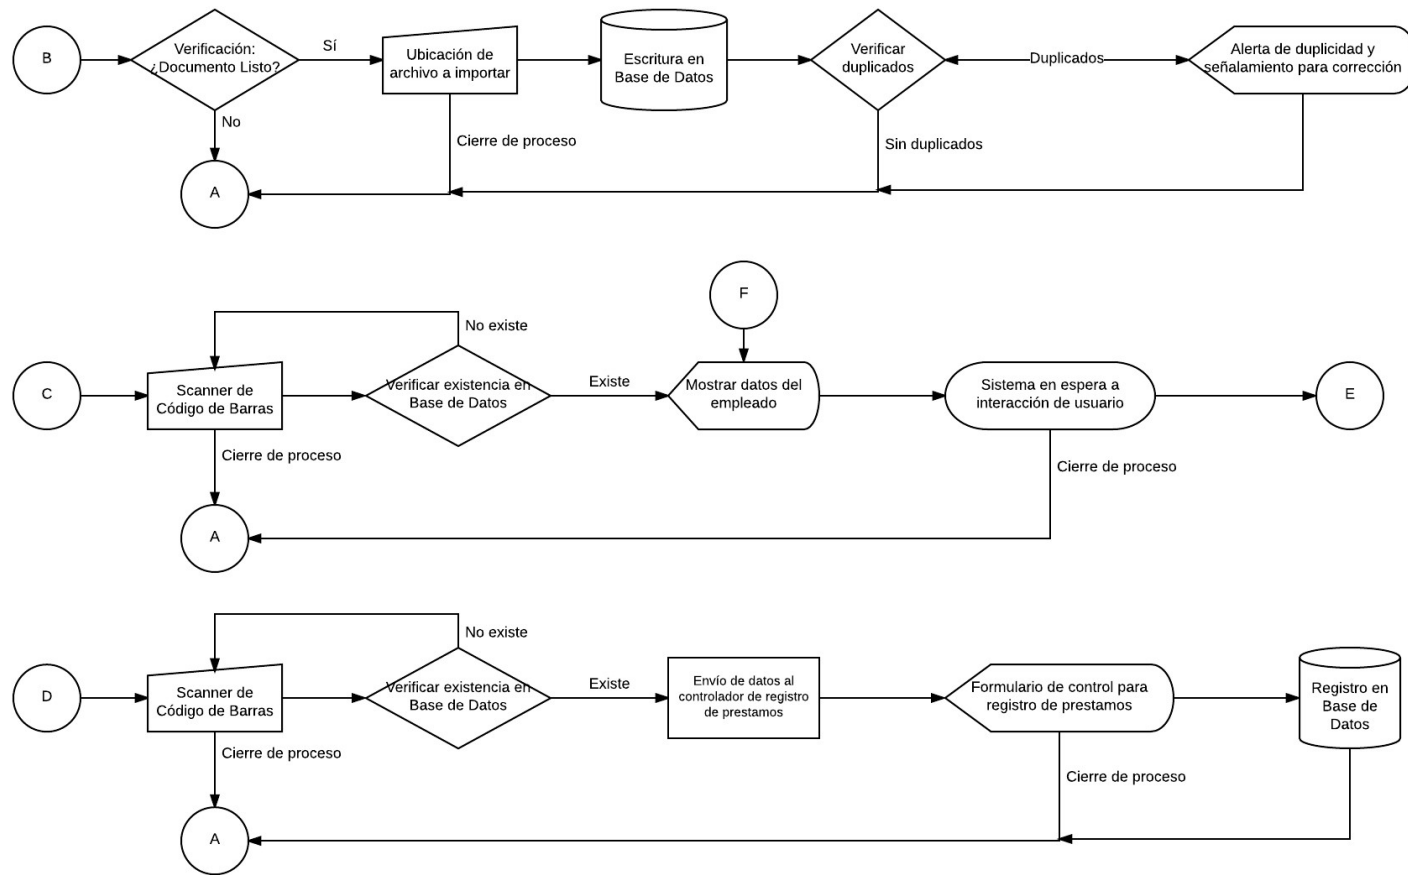 B
Verificación:
¿Documento Listo?
Sí
Ubicación de
archivo a importar
Escritura en
Base de Datos
Verificar
duplicados
Duplicados
Alerta de duplicidad y
señalamiento para corrección
No
Cierre de proceso
Sin duplicados
A
F
No existe
C
Scanner de
Código de Barras
Verificar existencia en
Base de Datos
Existe
Mostrar datos del
empleado
Sistema en espera a
interacción de usuario
E
Cierre de proceso
Cierre de proceso
A
No existe
D
Scanner de
Código de Barras
Verificar existencia en
Base de Datos
Existe
Envío de datos al
controlador de registro
de prestamos
Formulario de control para
registro de prestamos
Registro en
Base de
Datos
Cierre de proceso
Cierre de proceso
A